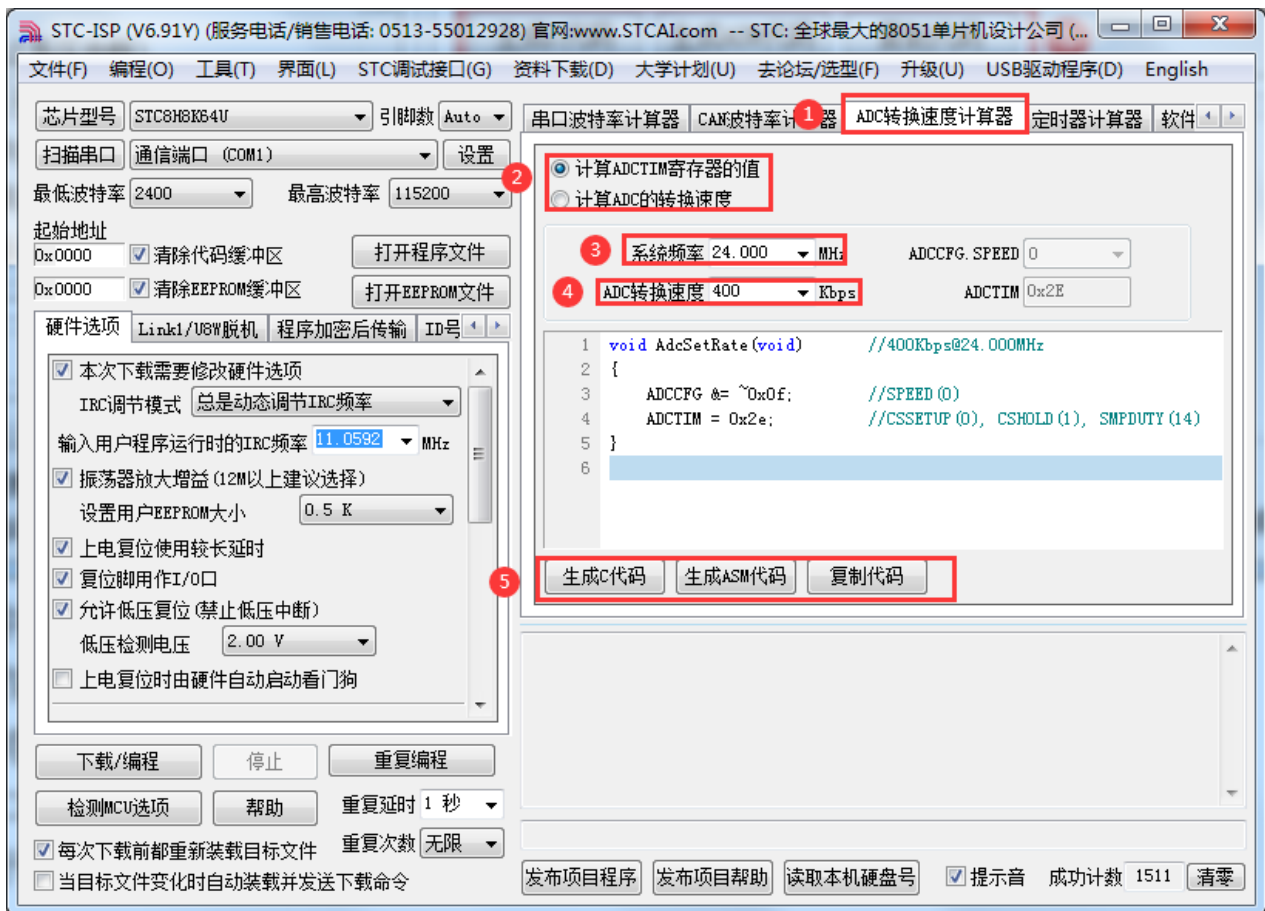 STC-ISP (V6.91Y) (服务电话/销售电话: 0513-55012928) 官网:www.STCAI.com -- STC: 全球最大的8051单片机设计公司 (...
文件(F) 编程(O) 工具(T) 界面(L) STC调试接口(G) 资料下载(D) 大学计划(U) 去论坛/选型(F) 升级(U) USB驱动程序(D) English
芯片型号 STC8H8K64U 引脚数 Auto
扫描串口 通信端口 (COM1) 设置
最低波特率 2400 最高波特率 115200
起始地址
0x0000 清除代码缓冲区 打开程序文件
0x0000 清除EEPROM缓冲区 打开EEPROM文件
硬件选项 Link1/U8W脱机 程序加密后传输 ID号
本次下载需要修改硬件选项
IRC调节模式 总是动态调节IRC频率
输入用户程序运行时的IRC频率 11.0592 MHz
振荡器放大增益(12M以上建议选择)
设置用户EEPROM大小 0.5 K
上电复位使用较长延时
复位脚用作I/O口
允许低压复位(禁止低压中断)
低压检测电压 2.00 V
上电复位时由硬件自动启动看门狗
下载/编程 停止 重复编程
检测MCU选项 帮助 重复延时 1 秒
每次下载前都重新装载目标文件 重复次数 无限
当目标文件变化时自动装载并发送下载命令
串口波特率计算器 CAN波特率计 器 1 ADC转换速度计算器 定时器计算器 软件
2 计算ADCTIM寄存器的值
计算ADC的转换速度
3 系统频率 24.000 MHz ADCCFG.SPEED 0
4 ADC转换速度 400 Kbps ADCTIM 0x2E
1 void AdcSetRate(void) //400Kbps@24.000MHz
2 {
3 ADCCFG &= ~0x0f; //SPEED(0)
4 ADCTIM = 0x2e; //CSSETUP(0), CSHOLD(1), SMPDUTY(14)
5 }
6
5 生成C代码 生成ASM代码 复制代码
发布项目程序 发布项目帮助 读取本机硬盘号 提示音 成功计数 1511 清零